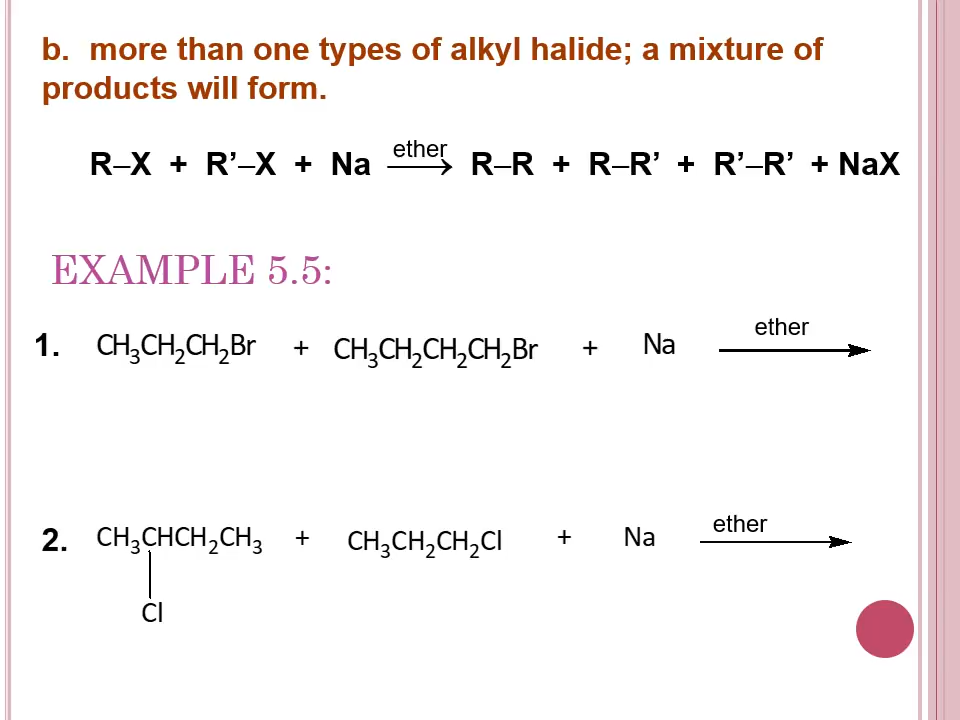 b. more than one types of alkyl halide; a mixture of
products will form.
R–X + R’–X + Na ether ⟶ R–R + R–R’ + R’–R’ + NaX
EXAMPLE 5.5:
1. CH₃CH₂CH₂Br + CH₃CH₂CH₂CH₂Br + Na ether
2. CH₃CHCH₂CH₃ + CH₃CH₂CH₂Cl + Na ether
Cl